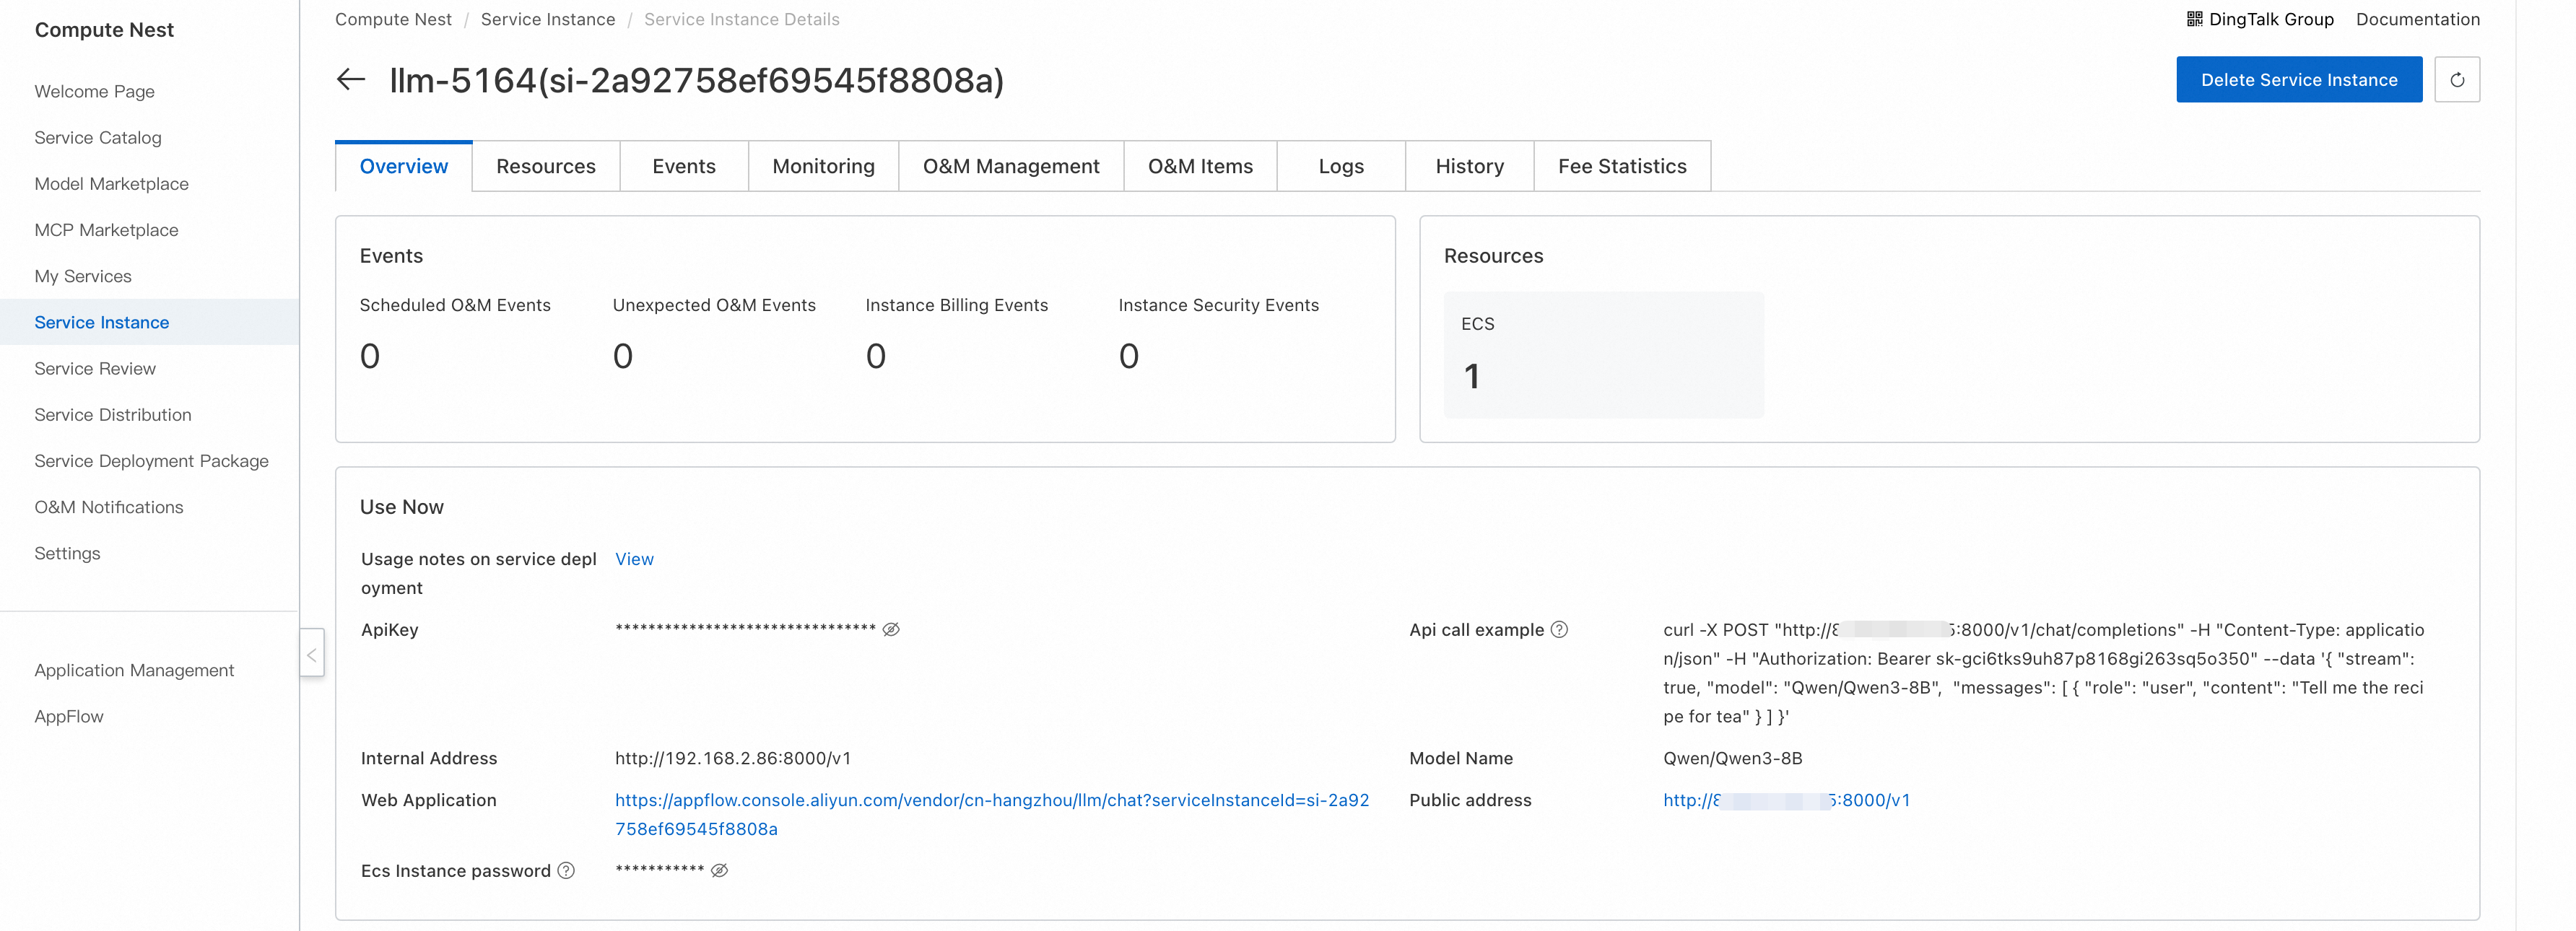 Compute Nest
Welcome Page
Service Catalog
Model Marketplace
MCP Marketplace
My Services
Service Instance
Service Review
Service Distribution
Service Deployment Package
O&M Notifications
Settings
Application Management
AppFlow
Compute Nest / Service Instance / Service Instance Details
DingTalk Group Documentation
llm-5164(si-2a92758ef69545f8808a)
Delete Service Instance
Overview Resources Events Monitoring O&M Management O&M Items Logs History Fee Statistics
Events
Scheduled O&M Events Unexpected O&M Events Instance Billing Events Instance Security Events
0 0 0 0
Resources
ECS
1
Use Now
Usage notes on service depl
oyment
View
ApiKey
********************************
Api call example
curl -X POST "http://8 5:8000/v1/chat/completions" -H "Content-Type: applicatio
n/json" -H "Authorization: Bearer sk-gci6tks9uh87p8168gi263sq5o350" --data '{ "stream":
true, "model": "Qwen/Qwen3-8B", "messages": [ { "role": "user", "content": "Tell me the reci
pe for tea" } ] }'
Internal Address
http://192.168.2.86:8000/v1
Model Name
Qwen/Qwen3-8B
Web Application
https://appflow.console.aliyun.com/vendor/cn-hangzhou/llm/chat?serviceInstanceId=si-2a92
758ef69545f8808a
Public address
http://8 5:8000/v1
Ecs Instance password
***********